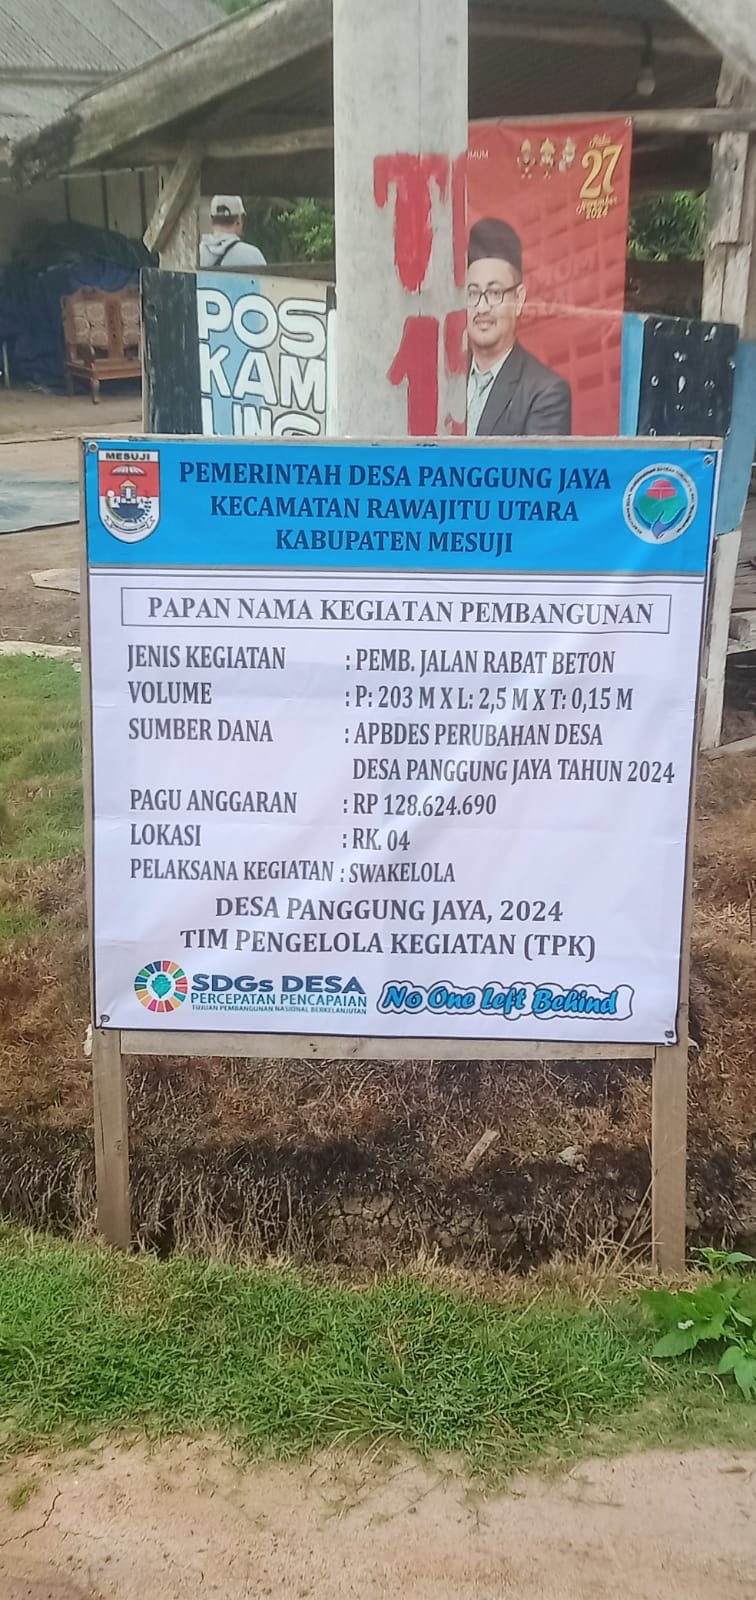 27
November
2024
POS
KAM
LING
MESUJI
PEMERINTAH DESA PANGGUNG JAYA
KECAMATAN RAWAJITU UTARA
KABUPATEN MESUJI
PAPAN NAMA KEGIATAN PEMBANGUNAN
JENIS KEGIATAN : PEMB. JALAN RABAT BETON
VOLUME : P: 203 M X L: 2,5 M X T: 0,15 M
SUMBER DANA : APBDES PERUBAHAN DESA
DESA PANGGUNG JAYA TAHUN 2024
PAGU ANGGARAN : RP 128.624.690
LOKASI : RK. 04
PELAKSANA KEGIATAN : SWAKELOLA
DESA PANGGUNG JAYA, 2024
TIM PENGELOLA KEGIATAN (TPK)
SDGs DESA
PERCEPATAN PENCAPAIAN
TUJUAN PEMBANGUNAN NASIONAL BERKELANJUTAN
No One Left Behind